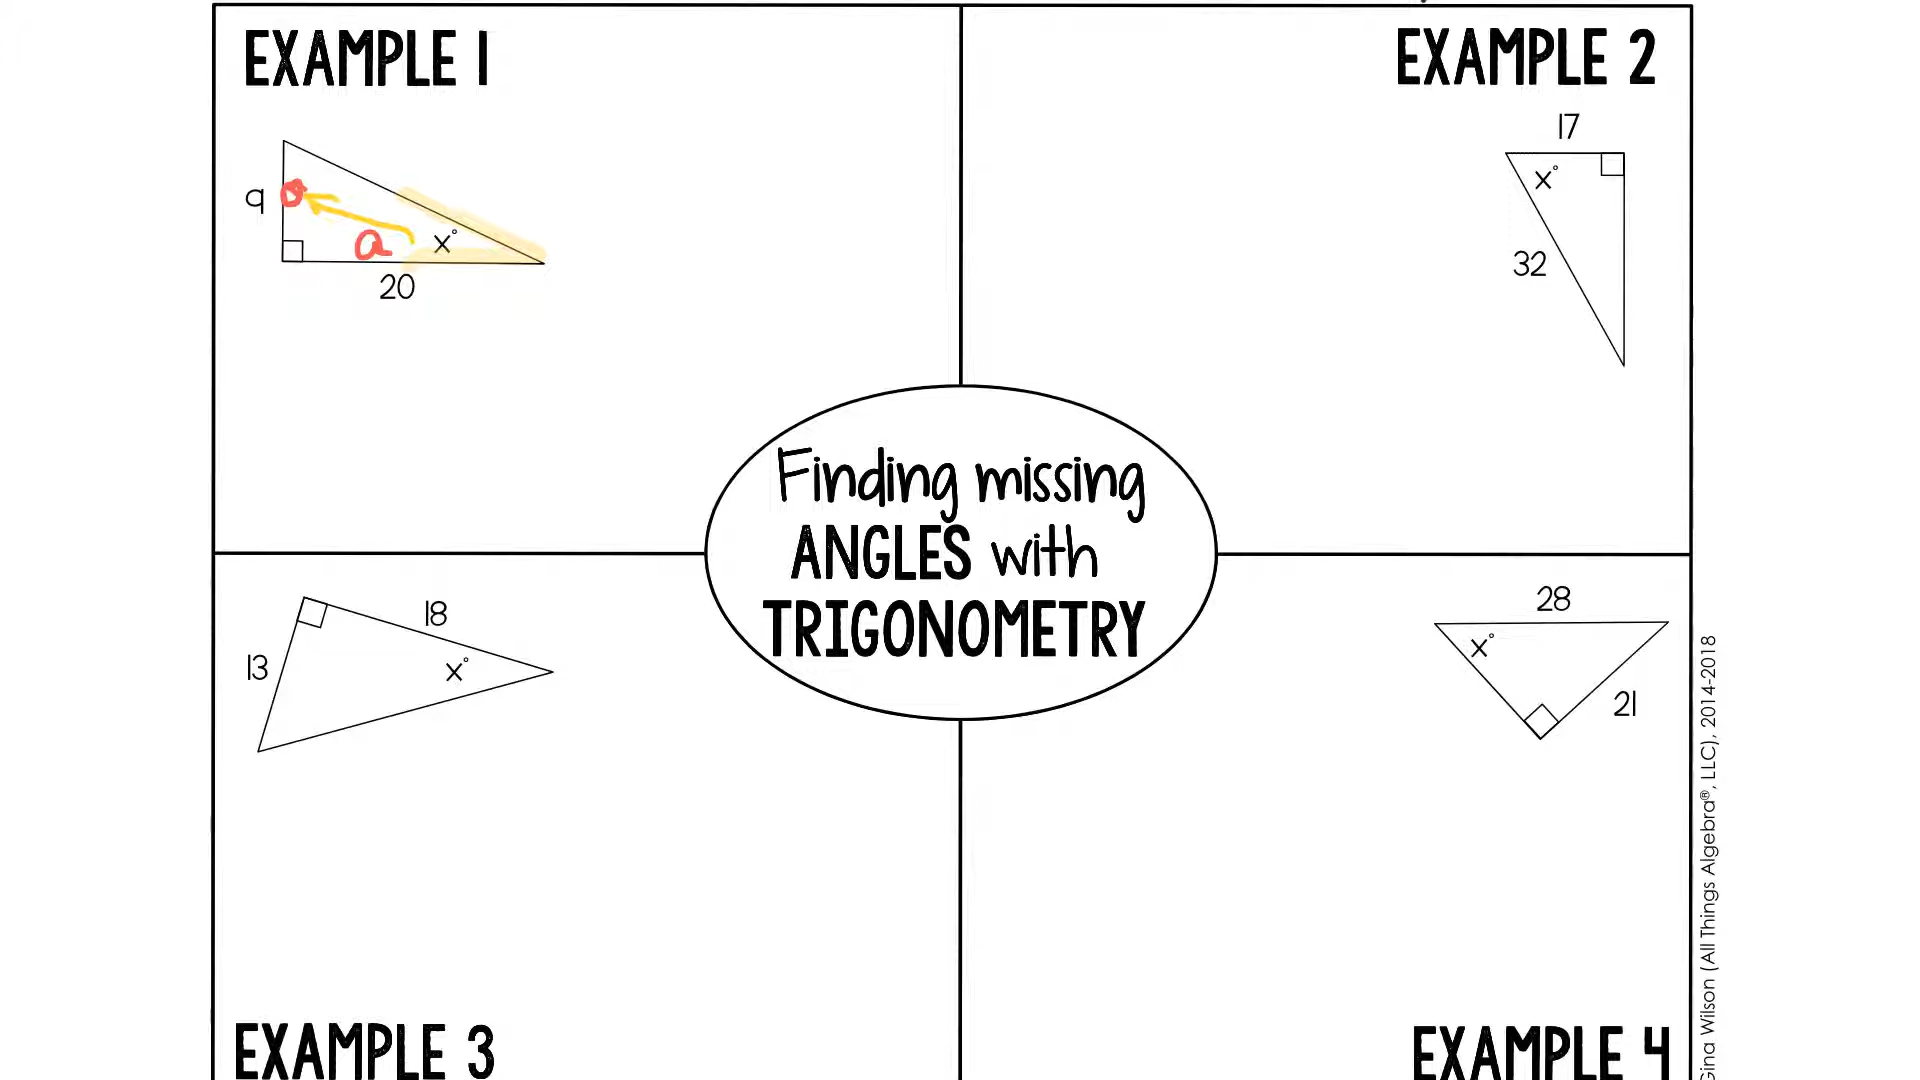 EXAMPLE 1
9
o
a
x°
20
EXAMPLE 2
17
x°
32
Finding missing
ANGLES with
TRIGONOMETRY
18
13
x°
EXAMPLE 3
28
x°
21
EXAMPLE 4
Gina Wilson (All Things Algebra®, LLC), 2014-2018